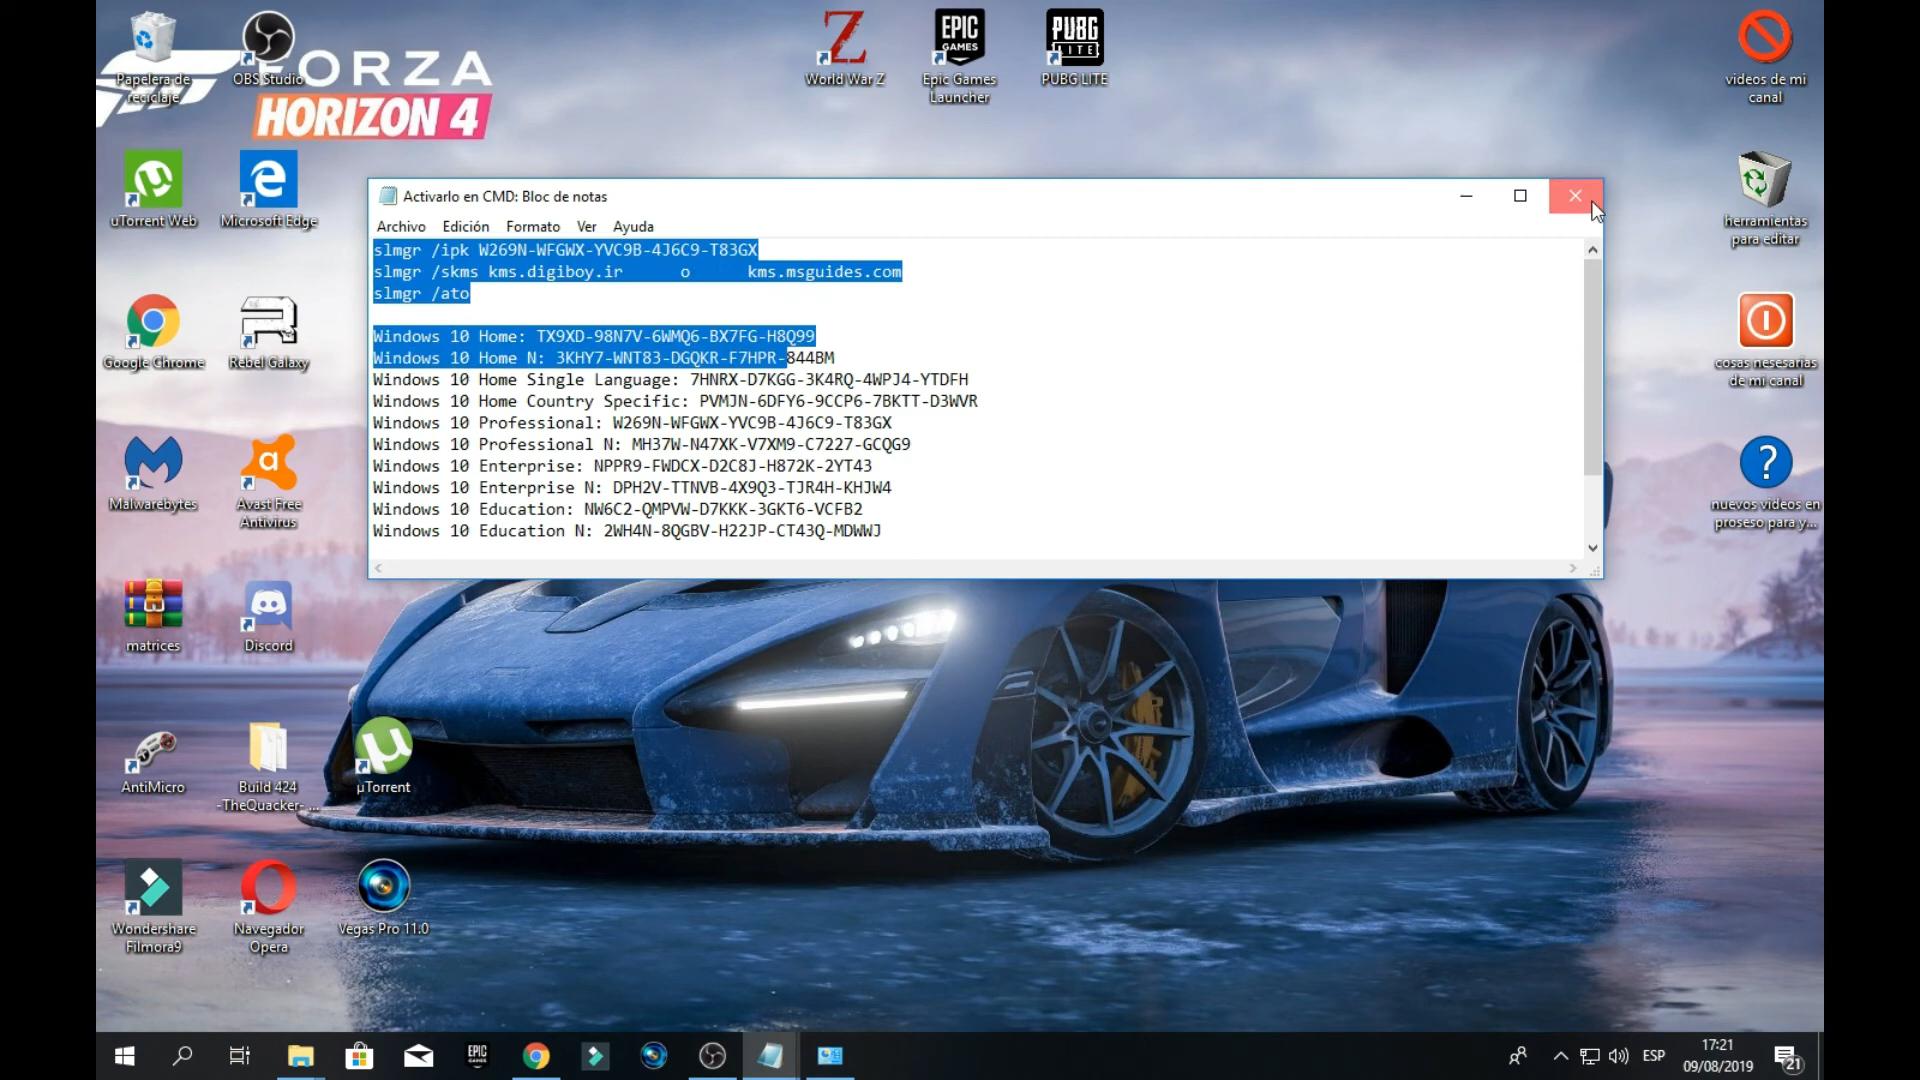 Papelera de
reciclaje
OBS Studio
FORZA
HORIZON 4
World War Z
EPIC
GAMES
Epic Games
Launcher
PUBG
LITE
PUBG LITE
videos de mi
canal
uTorrent Web
Microsoft Edge
herramientas
para editar
Activarlo en CMD: Bloc de notas
Archivo Edición Formato Ver Ayuda
slmgr /ipk W269N-WFGWX-YVC9B-4J6C9-T83GX
slmgr /skms kms.digiboy.ir o kms.msguides.com
slmgr /ato
Windows 10 Home: TX9XD-98N7V-6WMQ6-BX7FG-H8Q99
Windows 10 Home N: 3KHY7-WNT83-DGQKR-F7HPR-844BM
Windows 10 Home Single Language: 7HNRX-D7KGG-3K4RQ-4WPJ4-YTDFH
Windows 10 Home Country Specific: PVMJN-6DFY6-9CCP6-7BKTT-D3WVR
Windows 10 Professional: W269N-WFGWX-YVC9B-4J6C9-T83GX
Windows 10 Professional N: MH37W-N47XK-V7XM9-C7227-GCQG9
Windows 10 Enterprise: NPPR9-FWDCX-D2C8J-H872K-2YT43
Windows 10 Enterprise N: DPH2V-TTNVB-4X9Q3-TJR4H-KHJW4
Windows 10 Education: NW6C2-QMPVW-D7KKK-3GKT6-VCFB2
Windows 10 Education N: 2WH4N-8QGBV-H22JP-CT43Q-MDWWJ
Google Chrome
Rebel Galaxy
cosas nesesarias
de mi canal
Malwarebytes
Avast Free
Antivirus
nuevos videos en
proseso para y...
matrices
Discord
AntiMicro
Build 424
-TheQuacker- ...
µTorrent
Wondershare
Filmora9
Navegador
Opera
Vegas Pro 11.0
EPIC
GAMES
ESP
17:21
09/08/2019
21